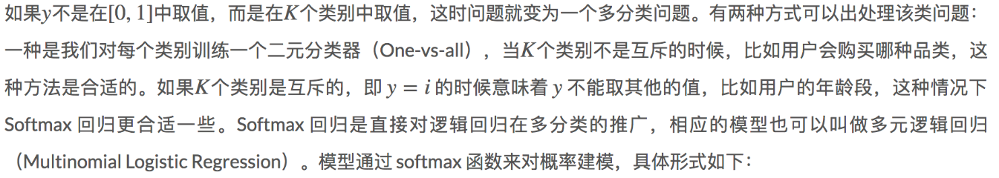 如果y不是在[0, 1]中取值，而是在K个类别中取值，这时问题就变为一个多分类问题。有两种方式可以出处理该类问题：
一种是我们对每个类别训练一个二元分类器（One-vs-all），当K个类别不是互斥的时候，比如用户会购买哪种品类，这
种方法是合适的。如果K个类别是互斥的，即 y = i 的时候意味着 y 不能取其他的值，比如用户的年龄段，这种情况下
Softmax 回归更合适一些。Softmax 回归是直接对逻辑回归在多分类的推广，相应的模型也可以叫做多元逻辑回归
（Multinomial Logistic Regression）。模型通过 softmax 函数来对概率建模，具体形式如下：